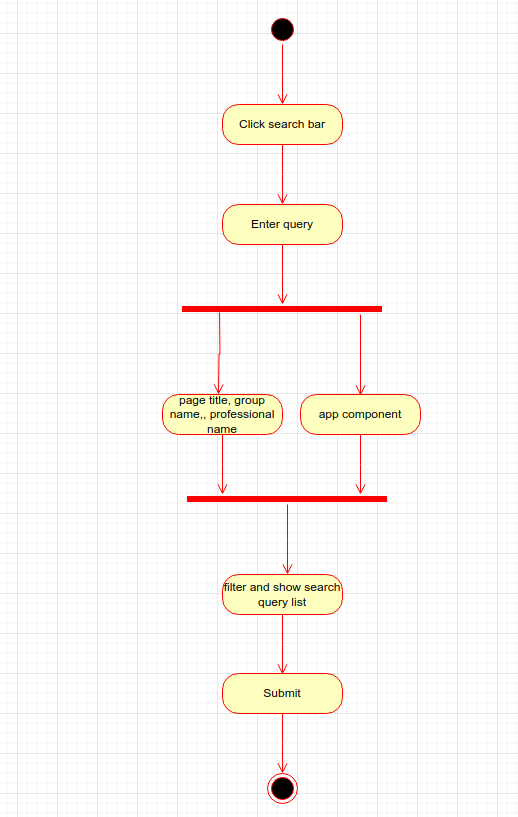 Click search bar
Enter query
page title, group
name,, professional
name
app component
filter and show search
query list
Submit